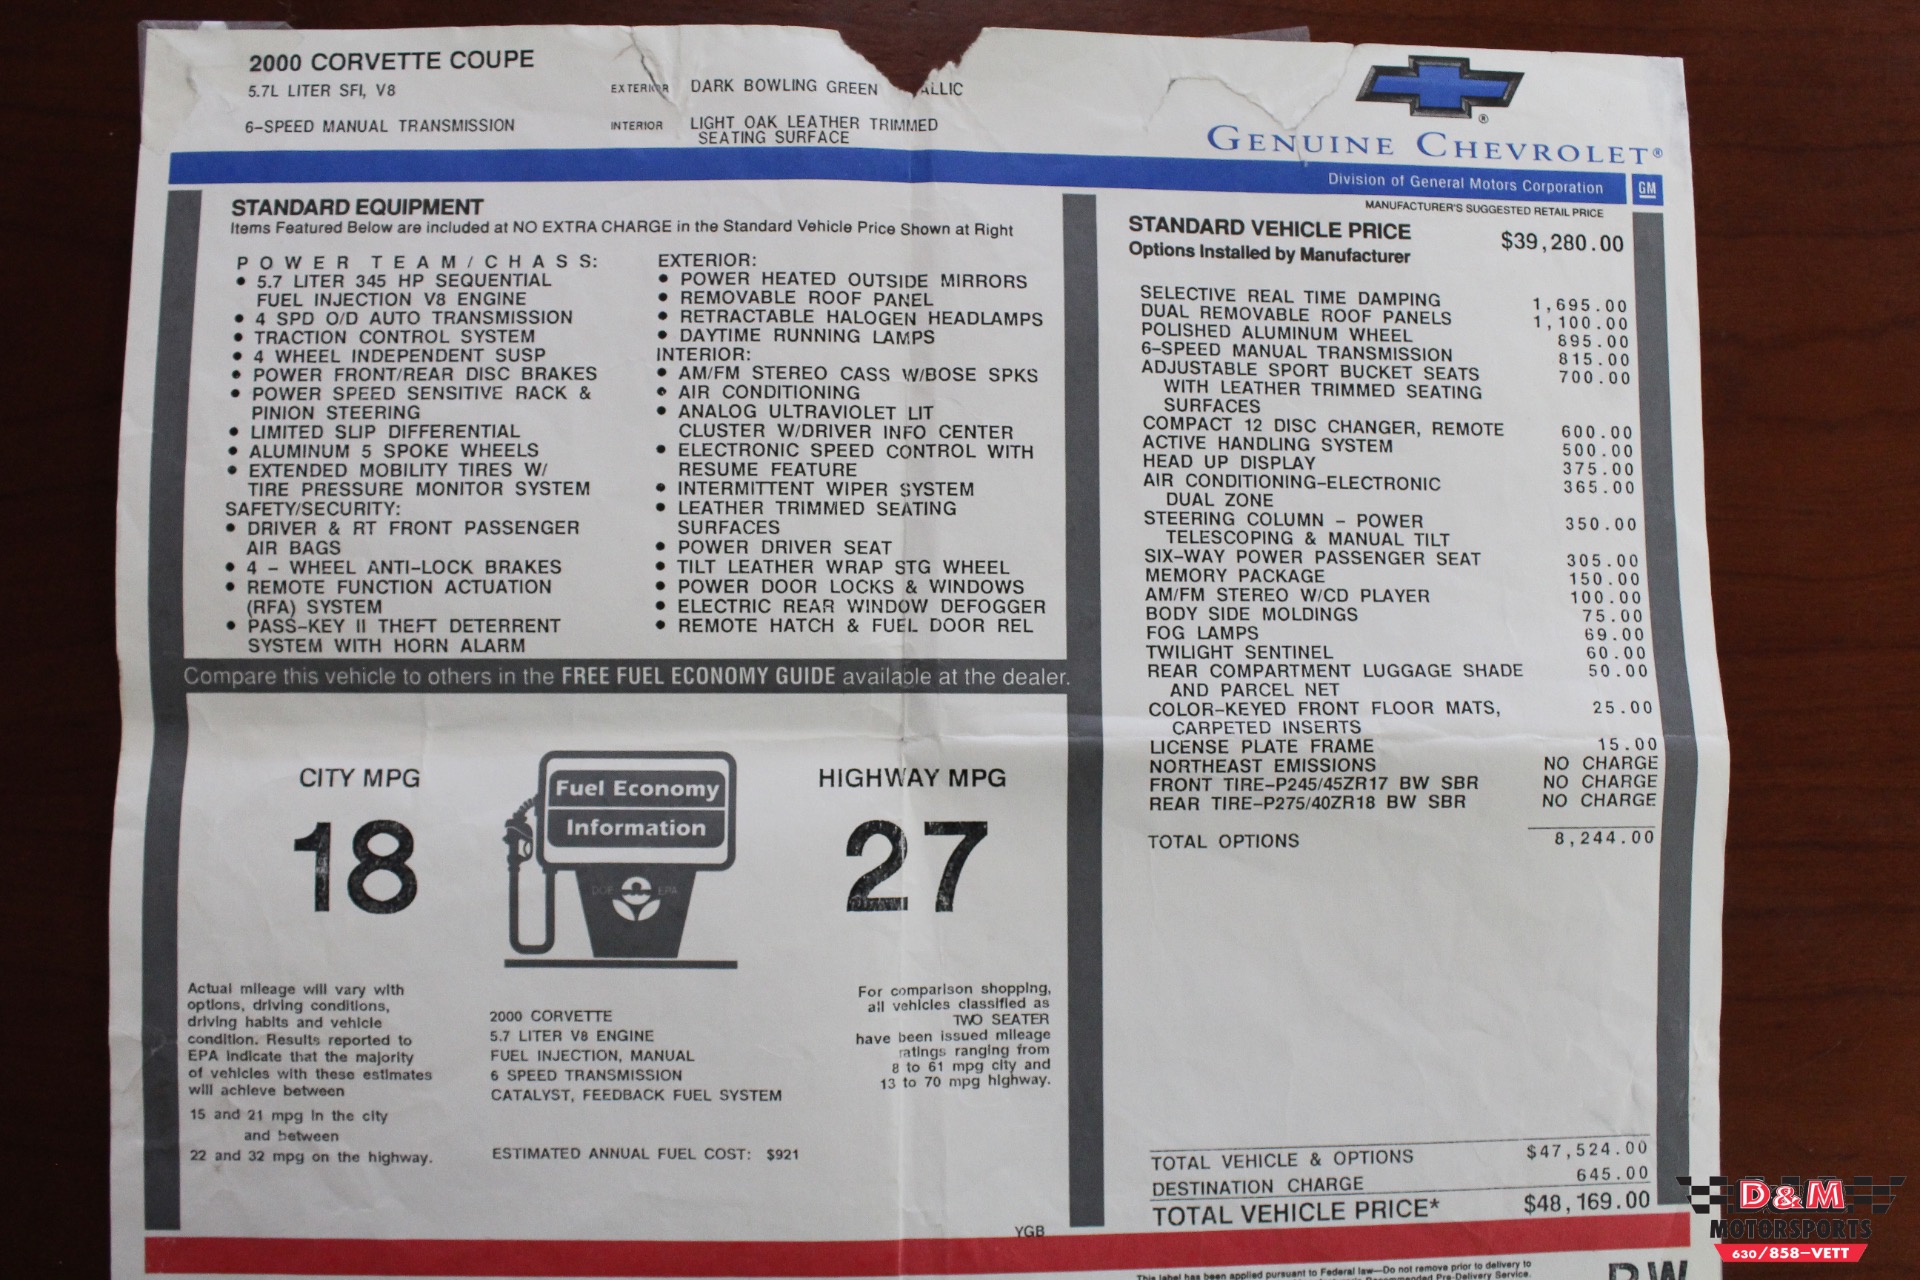 2000 CORVETTE COUPE
5.7L LITER SFI, V8
6-SPEED MANUAL TRANSMISSION
EXTERIOR DARK BOWLING GREEN ALLIC
INTERIOR LIGHT OAK LEATHER TRIMMED
SEATING SURFACE
GENUINE CHEVROLET®
Division of General Motors Corporation GM
STANDARD EQUIPMENT
Items Featured Below are included at NO EXTRA CHARGE in the Standard Vehicle Price Shown at Right
POWER TEAM/CHASS:
• 5.7 LITER 345 HP SEQUENTIAL
FUEL INJECTION V8 ENGINE
• 4 SPD O/D AUTO TRANSMISSION
• TRACTION CONTROL SYSTEM
• 4 WHEEL INDEPENDENT SUSP
• POWER FRONT/REAR DISC BRAKES
• POWER SPEED SENSITIVE RACK &
PINION STEERING
• LIMITED SLIP DIFFERENTIAL
• ALUMINUM 5 SPOKE WHEELS
• EXTENDED MOBILITY TIRES W/
TIRE PRESSURE MONITOR SYSTEM
SAFETY/SECURITY:
• DRIVER & RT FRONT PASSENGER
AIR BAGS
• 4 - WHEEL ANTI-LOCK BRAKES
• REMOTE FUNCTION ACTUATION
(RFA) SYSTEM
• PASS-KEY II THEFT DETERRENT
SYSTEM WITH HORN ALARM
EXTERIOR:
• POWER HEATED OUTSIDE MIRRORS
• REMOVABLE ROOF PANEL
• RETRACTABLE HALOGEN HEADLAMPS
• DAYTIME RUNNING LAMPS
INTERIOR:
• AM/FM STEREO CASS W/BOSE SPKS
• AIR CONDITIONING
• ANALOG ULTRAVIOLET LIT
CLUSTER W/DRIVER INFO CENTER
• ELECTRONIC SPEED CONTROL WITH
RESUME FEATURE
• INTERMITTENT WIPER SYSTEM
• LEATHER TRIMMED SEATING
SURFACES
• POWER DRIVER SEAT
• TILT LEATHER WRAP STG WHEEL
• POWER DOOR LOCKS & WINDOWS
• ELECTRIC REAR WINDOW DEFOGGER
• REMOTE HATCH & FUEL DOOR REL
Compare this vehicle to others in the FREE FUEL ECONOMY GUIDE available at the dealer.
CITY MPG
18
Fuel Economy
Information
DOE EPA
HIGHWAY MPG
27
Actual mileage will vary with
options, driving conditions,
driving habits and vehicle
condition. Results reported to
EPA indicate that the majority
of vehicles with these estimates
will achieve between
15 and 21 mpg in the city
and between
22 and 32 mpg on the highway.
2000 CORVETTE
5.7 LITER V8 ENGINE
FUEL INJECTION, MANUAL
6 SPEED TRANSMISSION
CATALYST, FEEDBACK FUEL SYSTEM
ESTIMATED ANNUAL FUEL COST: $921
For comparison shopping,
all vehicles classified as
TWO SEATER
have been issued mileage
ratings ranging from
8 to 61 mpg city and
13 to 70 mpg highway.
YGB
MANUFACTURER'S SUGGESTED RETAIL PRICE
STANDARD VEHICLE PRICE $39,280.00
Options Installed by Manufacturer
SELECTIVE REAL TIME DAMPING 1,695.00
DUAL REMOVABLE ROOF PANELS 1,100.00
POLISHED ALUMINUM WHEEL 895.00
6-SPEED MANUAL TRANSMISSION 815.00
ADJUSTABLE SPORT BUCKET SEATS 700.00
WITH LEATHER TRIMMED SEATING
SURFACES
COMPACT 12 DISC CHANGER, REMOTE 600.00
ACTIVE HANDLING SYSTEM 500.00
HEAD UP DISPLAY 375.00
AIR CONDITIONING-ELECTRONIC 365.00
DUAL ZONE
STEERING COLUMN - POWER 350.00
TELESCOPING & MANUAL TILT
SIX-WAY POWER PASSENGER SEAT 305.00
MEMORY PACKAGE 150.00
AM/FM STEREO W/CD PLAYER 100.00
BODY SIDE MOLDINGS 75.00
FOG LAMPS 69.00
TWILIGHT SENTINEL 60.00
REAR COMPARTMENT LUGGAGE SHADE 50.00
AND PARCEL NET
COLOR-KEYED FRONT FLOOR MATS, 25.00
CARPETED INSERTS
LICENSE PLATE FRAME 15.00
NORTHEAST EMISSIONS NO CHARGE
FRONT TIRE-P245/45ZR17 BW SBR NO CHARGE
REAR TIRE-P275/40ZR18 BW SBR NO CHARGE
TOTAL OPTIONS 8,244.00
TOTAL VEHICLE & OPTIONS $47,524.00
DESTINATION CHARGE 645.00
TOTAL VEHICLE PRICE* $48,169.00
This label has been applied pursuant to Federal law—Do not remove prior to delivery to
Recommended Pre-Delivery Service.
D&M
MOTORSPORTS
630/858-VETT